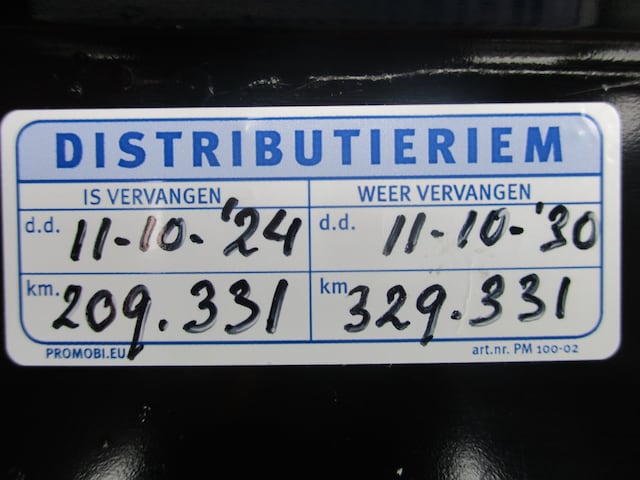 DISTRIBUTIERIEM
IS VERVANGEN WEER VERVANGEN
d.d. 11-10-'24 d.d. 11-10-'30
km. 209.331 km 329.331
PROMOBI.EU art.nr. PM 100-02